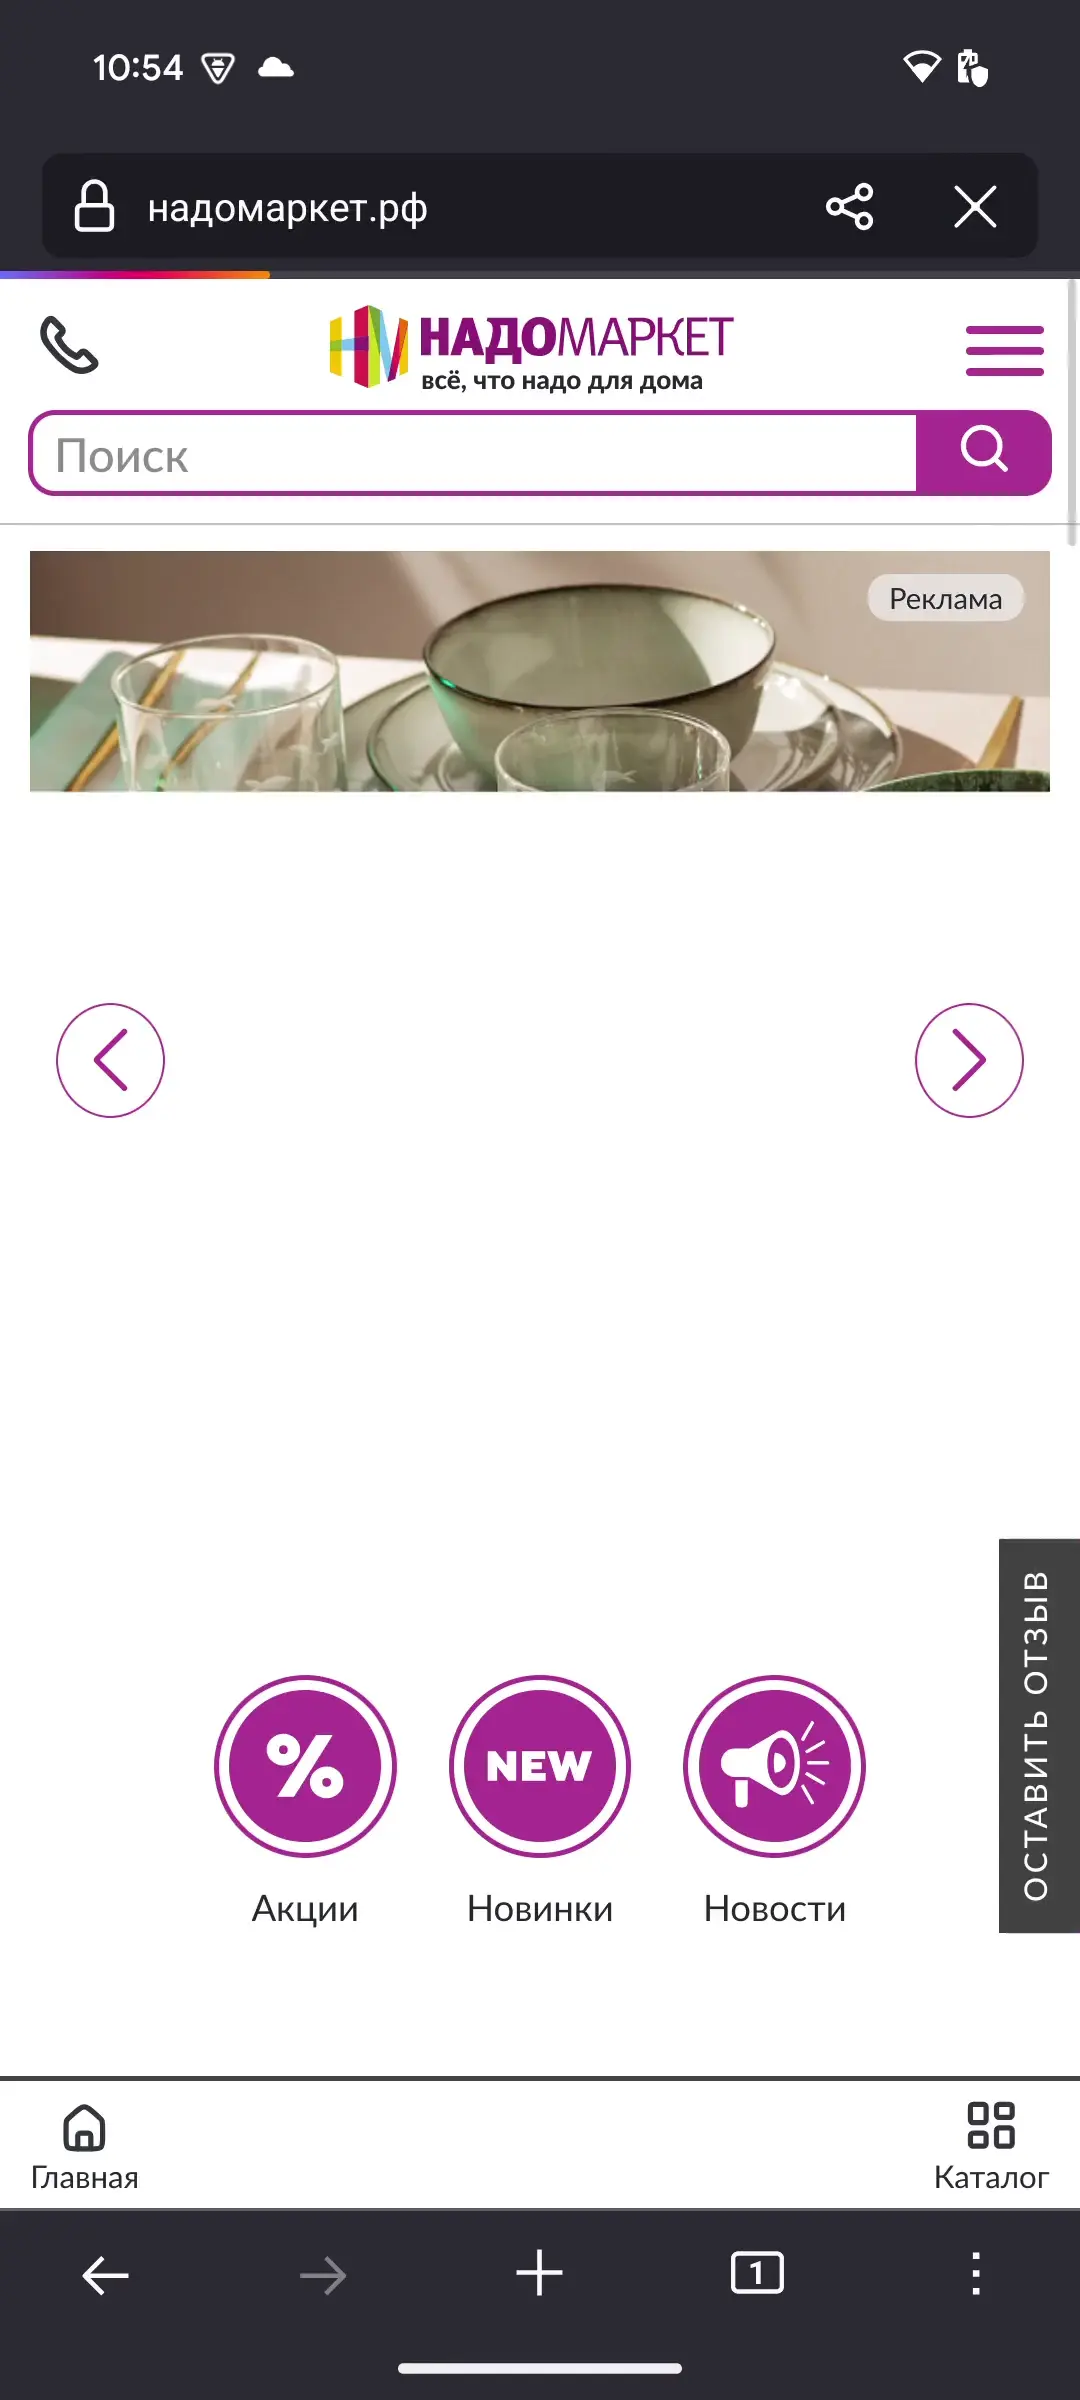 10:54
надомаркет.рф
НАДОМАРКЕТ
всё, что надо для дома
Поиск
Реклама
ОСТАВИТЬ ОТЗЫВ
%
NEW
Акции
Новинки
Новости
Главная
Каталог
1